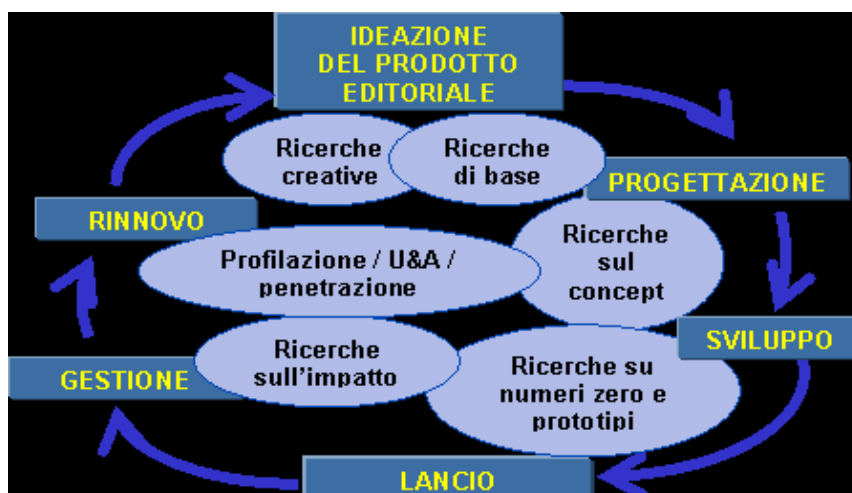 IDEAZIONE
DEL PRODOTTO
EDITORIALE
Ricerche
creative
Ricerche
di base
PROGETTAZIONE
RINNOVO
Ricerche
sul
concept
Profilazione / U&A /
penetrazione
SVILUPPO
Ricerche
sull'impatto
Ricerche su
numeri zero e
prototipi
GESTIONE
LANCIO